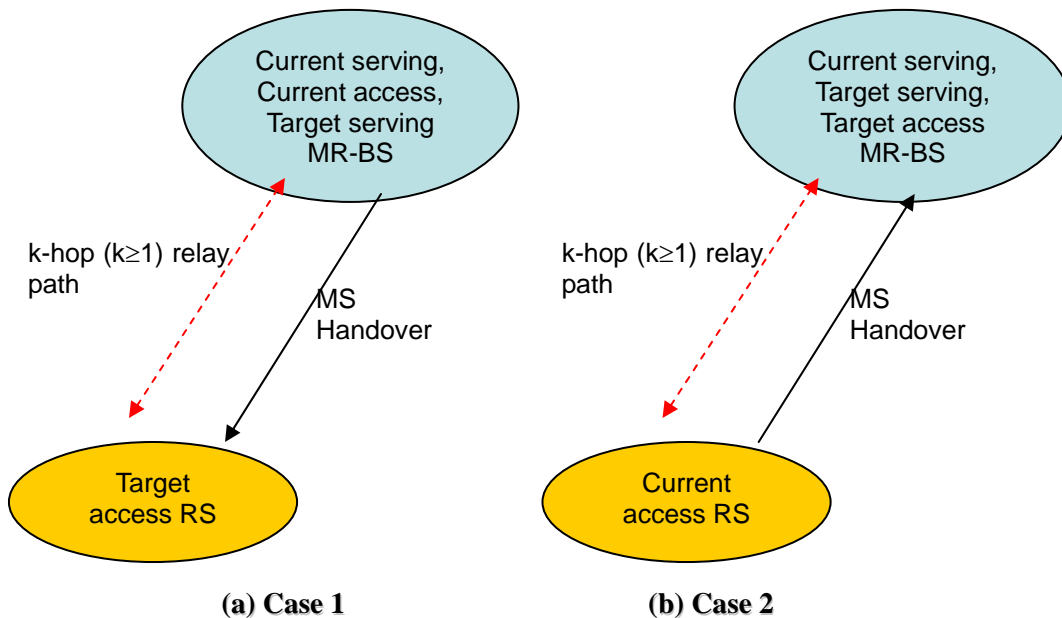 Current serving,
Current access,
Target serving
MR-BS
k-hop (k≥1) relay
path
MS
Handover
Target
access RS
(a) Case 1
Current serving,
Target serving,
Target access
MR-BS
k-hop (k≥1) relay
path
MS
Handover
Current
access RS
(b) Case 2